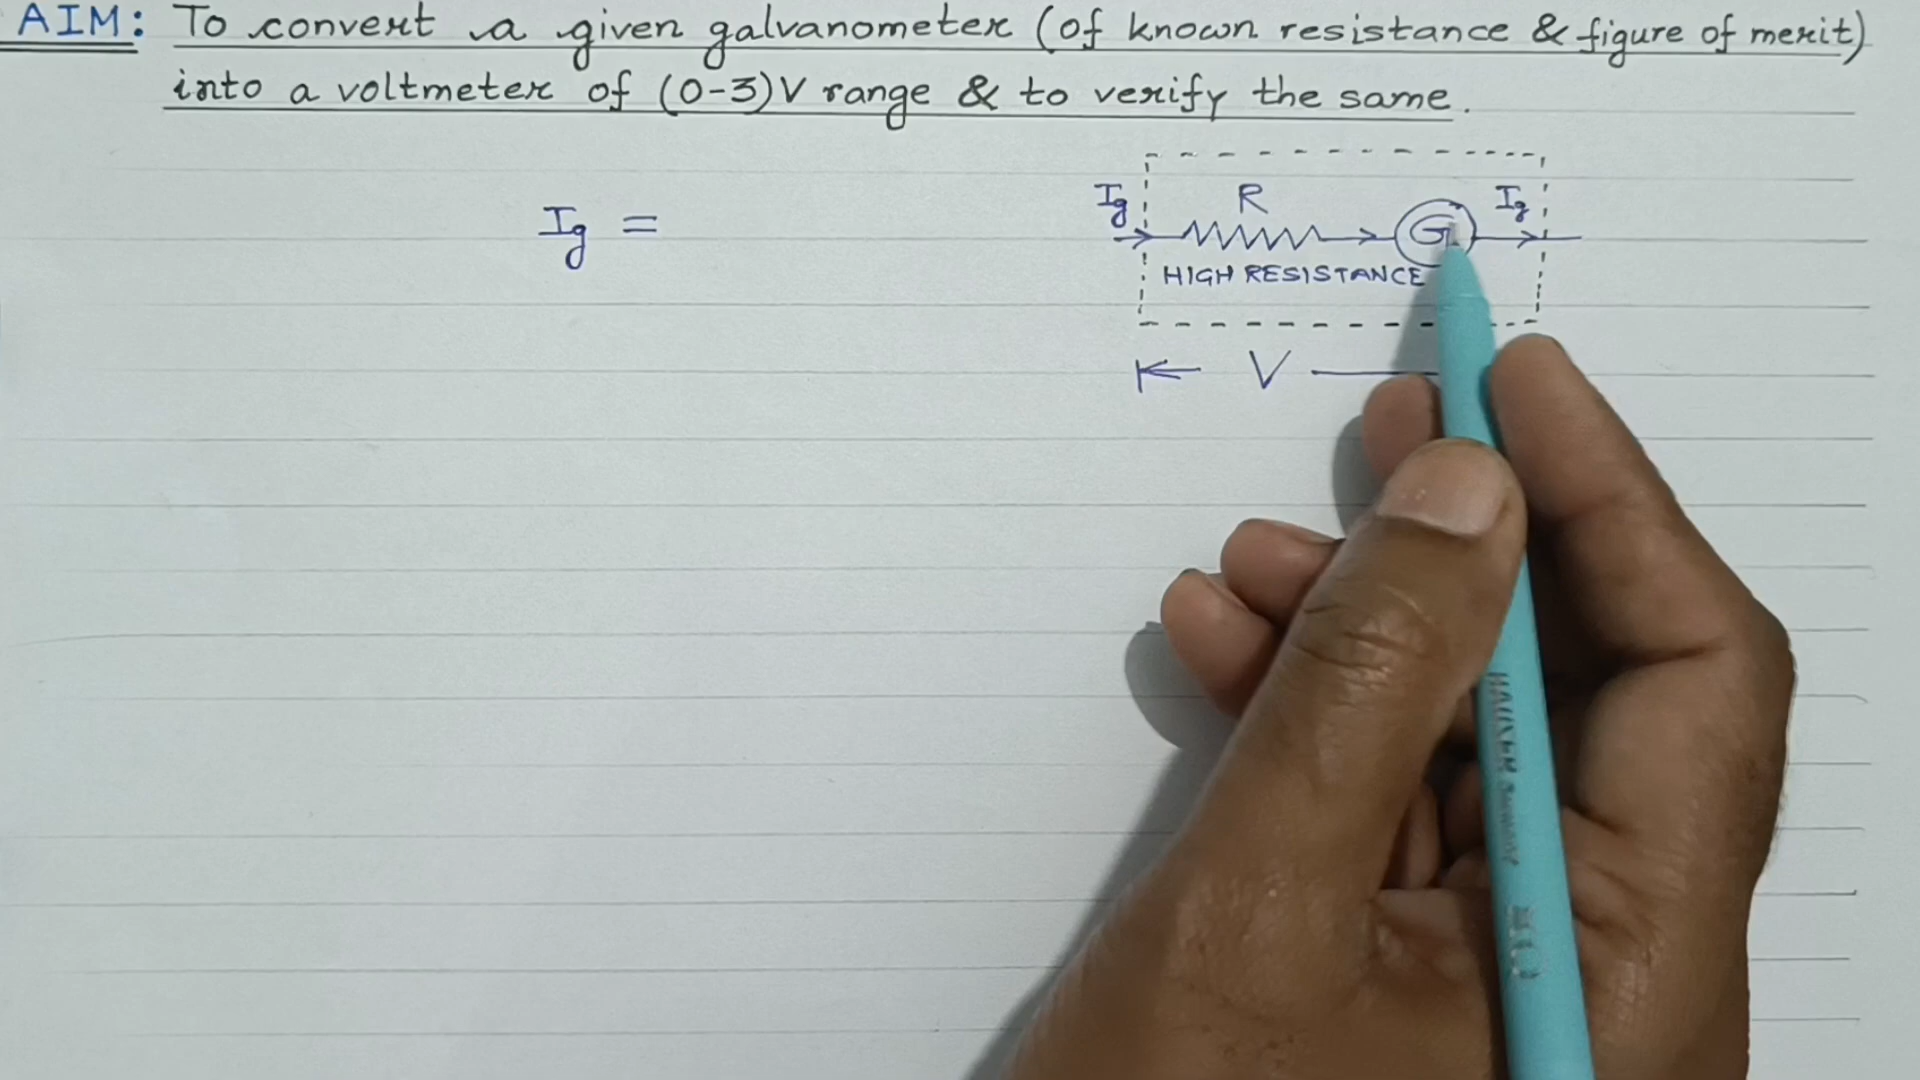 AIM: To convert a given galvanometer (of known resistance & figure of merit)
into a voltmeter of (0-3)V range & to verify the same.
Ig =
Ig R G Ig
HIGH RESISTANCE
V
HAUSER